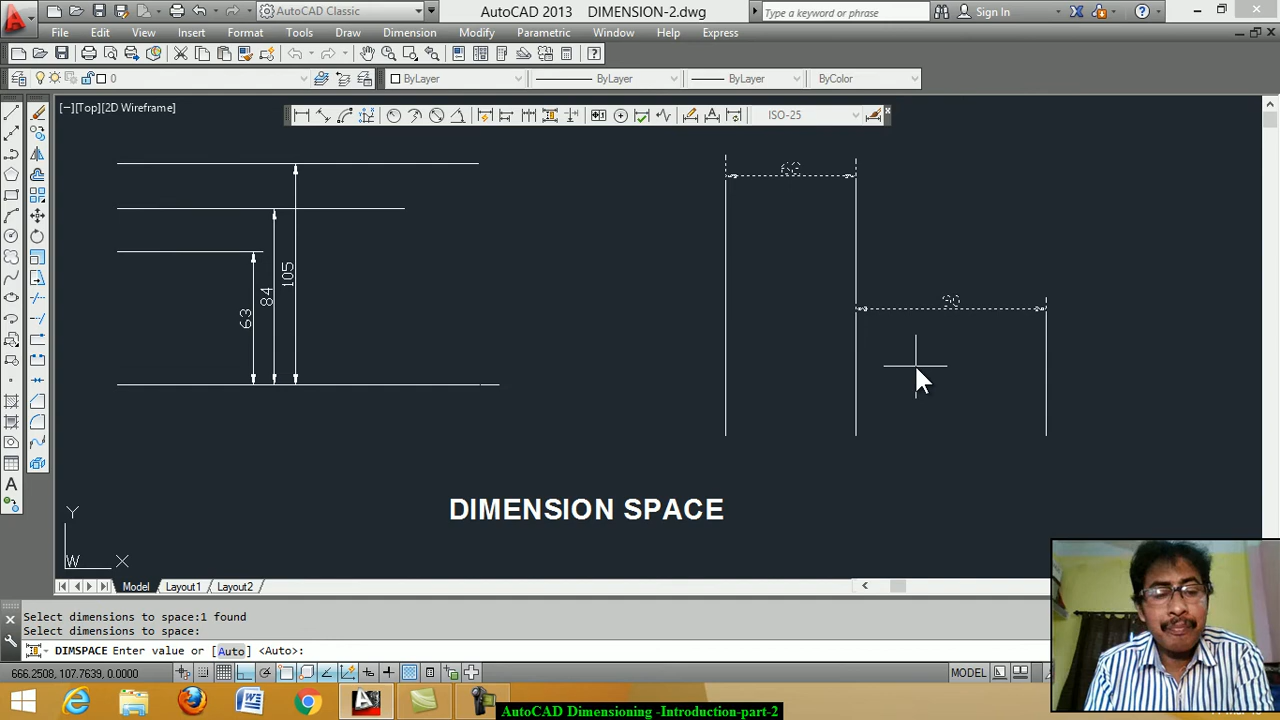 AutoCAD Classic
AutoCAD 2013 DIMENSION-2.dwg
Type a keyword or phrase
Sign In
File Edit View Insert Format Tools Draw Dimension Modify Parametric Window Help Express
0
ByLayer
ByLayer
ByLayer
ByColor
[−][Top][2D Wireframe]
ISO-25
63
84
105
90
DIMENSION SPACE
Y
W X
Model Layout1 Layout2
Select dimensions to space:1 found
Select dimensions to space:
DIMSPACE Enter value or [Auto] <Auto>:
666.2508, 107.7639, 0.0000
MODEL
AutoCAD Dimensioning -Introduction-part-2